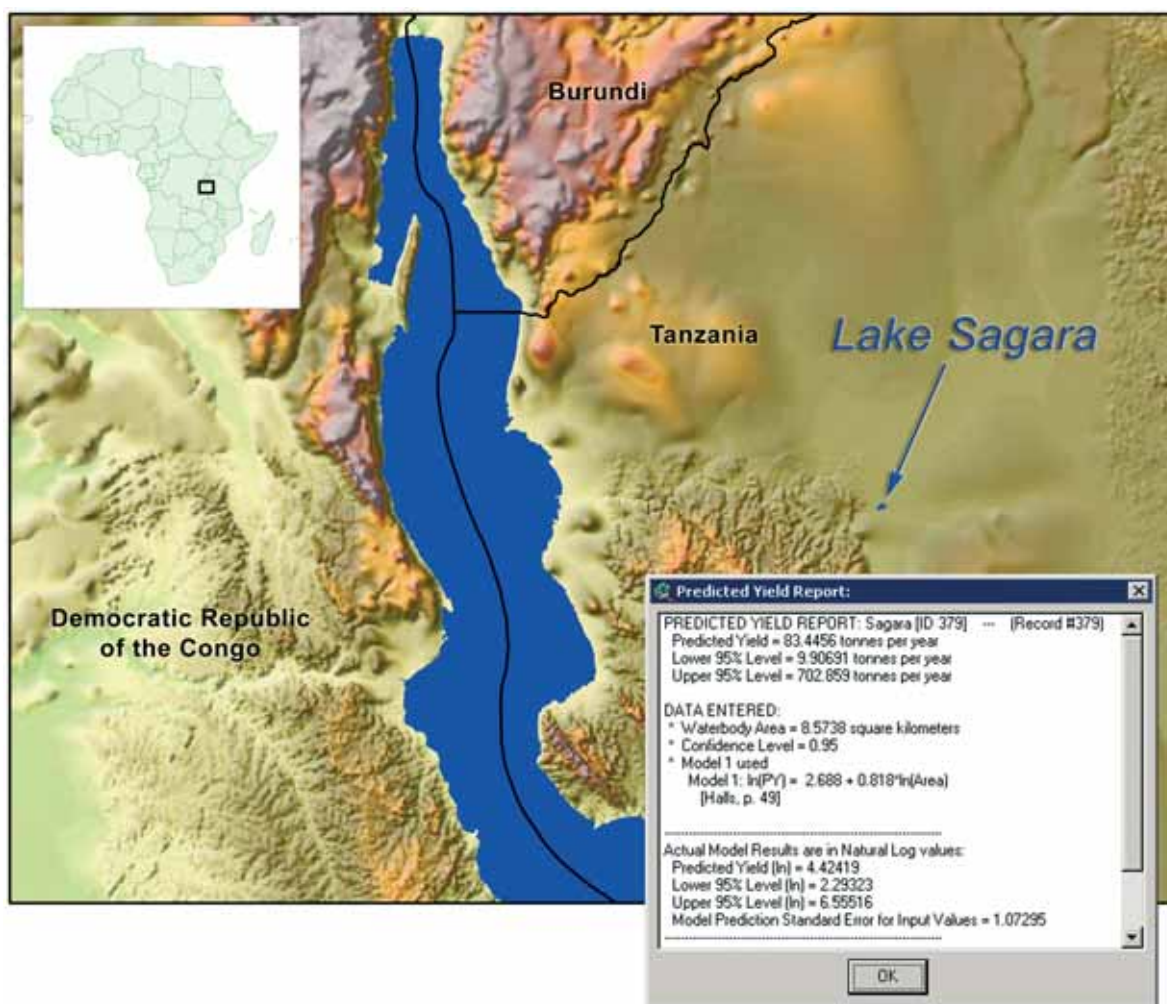 Burundi
Tanzania
Lake Sagara
Democratic Republic
of the Congo
Predicted Yield Report:
PREDICTED YIELD REPORT: Sagara [ID 379] --- (Record #379)
Predicted Yield = 83.4456 tonnes per year
Lower 95% Level = 9.90691 tonnes per year
Upper 95% Level = 702.859 tonnes per year
DATA ENTERED:
* Waterbody Area = 8.5738 square kilometers
* Confidence Level = 0.95
* Model 1 used
Model 1: ln(PY) = 2.688 + 0.818*ln(Area)
[Halls, p. 49]
Actual Model Results are in Natural Log values:
Predicted Yield (ln) = 4.42419
Lower 95% Level (ln) = 2.29323
Upper 95% Level (ln) = 6.55516
Model Prediction Standard Error for Input Values = 1.07295
OK